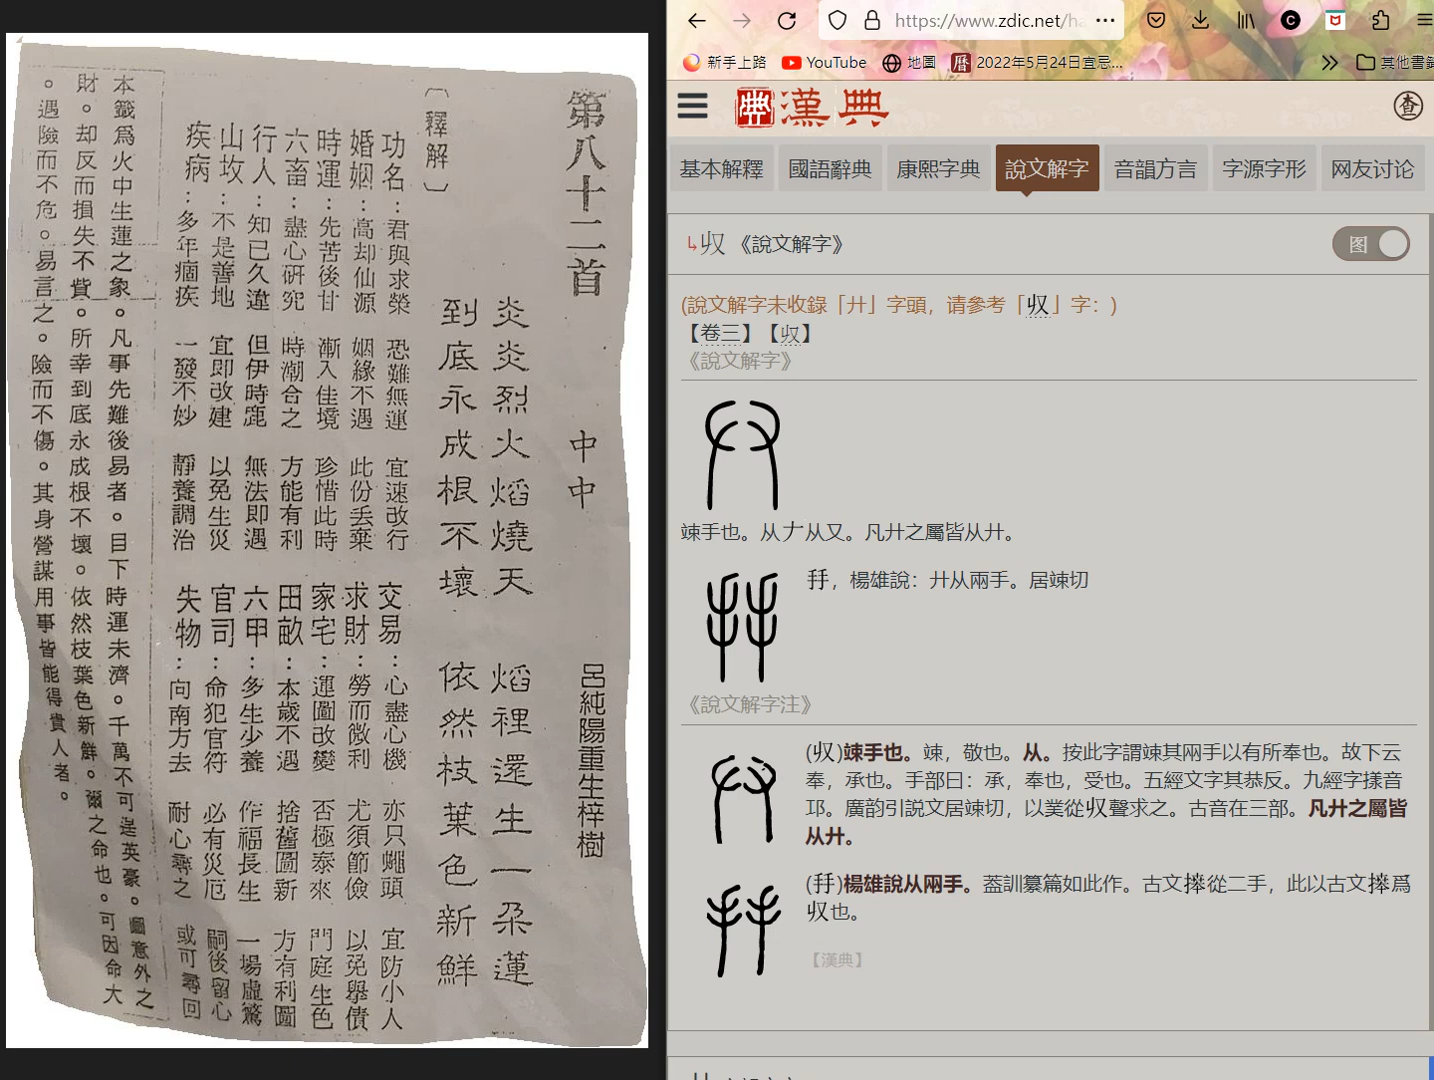 第八十二首　中中　呂純陽重生梓樹
炎炎烈火熖燒天　熖裡還生一朵蓮
到底永成根不壞　依然枝葉色新鮮
〔釋解〕
功名：君與求榮　恐難無運　宜速改行
婚姻：高却仙源　姻緣不遇　此份丢棄
時運：先苦後甘　漸入佳境　珍惜此時
六畜：盡心研究　時潮合之　方能有利
行人：知已久違　但伊時鹿　無法即遇
山坟：不是善地　宜即改建　以免生災
疾病：多年痼疾　一發不妙　靜養調治
交易：心盡心機　亦只蠅頭　宜防小人
求財：勞而微利　尤須節儉　以免舉債
家宅：運圖改變　否極泰來　門庭生色
田畝：本歲不遇　捨舊圖新　方有利圖
六甲：多生少養　作福長生　一場虛驚
官司：命犯官符　必有災厄　嗣後留心
失物：向南方去　耐心尋之　或可尋回
本籤爲火中生蓮之象。凡事先難後易者。目下時運未濟。千萬不可逞英豪。圖意外之
財。却反而損失不貲。所幸到底永成根不壞。依然枝葉色新鮮。爾之命也。可因命大
。遇險而不危。易言之。險而不傷。其身營謀用事皆能得貴人者。
https://www.zdic.net/ha
新手上路 YouTube 地圖 2022年5月24日宜忌... 其他書籤
漢典 查
基本解釋 國語辭典 康熙字典 說文解字 音韻方言 字源字形 网友讨论
↳𠬞《說文解字》 图
(說文解字未收錄「廾」字頭，请參考「𠬞」字：)
【卷三】【𠬞】
《說文解字》
竦手也。从𠂇从又。凡廾之屬皆从廾。
𢪒，楊雄說：廾从兩手。居竦切
《說文解字注》
(𠬞)竦手也。竦，敬也。从。按此字謂竦其兩手以有所奉也。故下云
奉，承也。手部曰：承，奉也，受也。五經文字其恭反。九經字㨾音
邛。廣韵引説文居竦切，以業從𠬞聲求之。古音在三部。凡廾之屬皆
从廾。
(𢪒)楊雄說从兩手。葢訓纂篇如此作。古文𢷎從二手，此以古文𢷎爲
𠬞也。
【漢典】